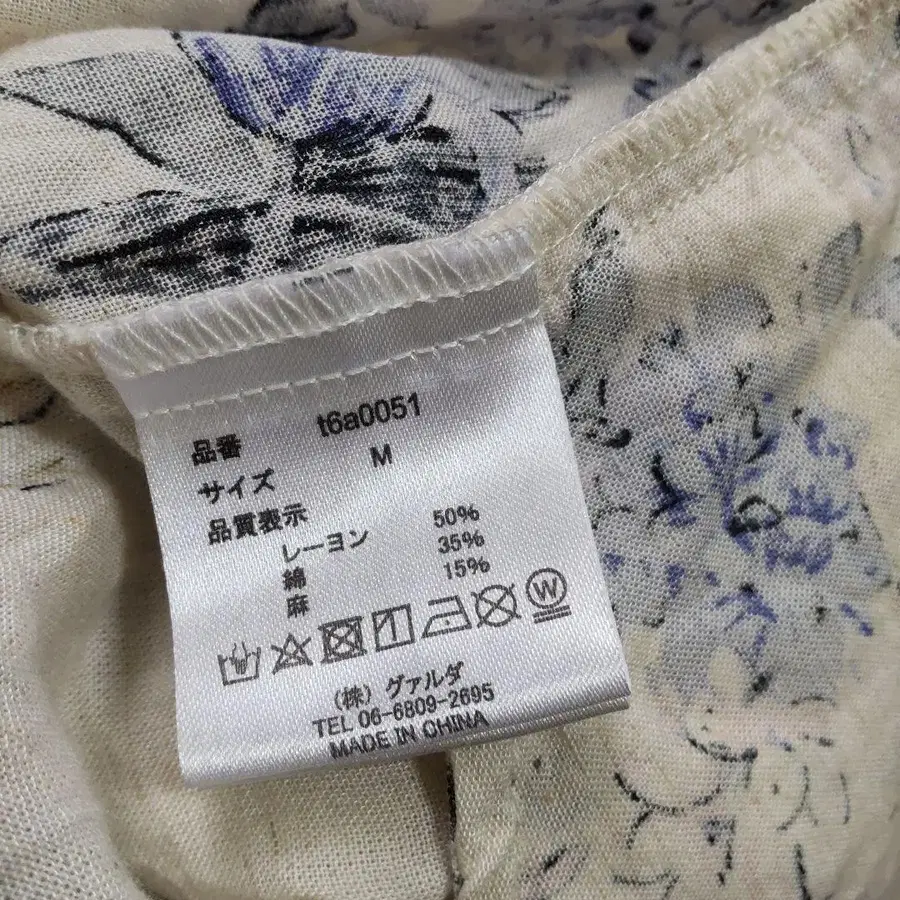 品番 t6a0051
サイズ M
品質表示
レーヨン 50%
綿 35%
麻 15%
W
(株) グァルダ
TEL 06-6809-2695
MADE IN CHINA